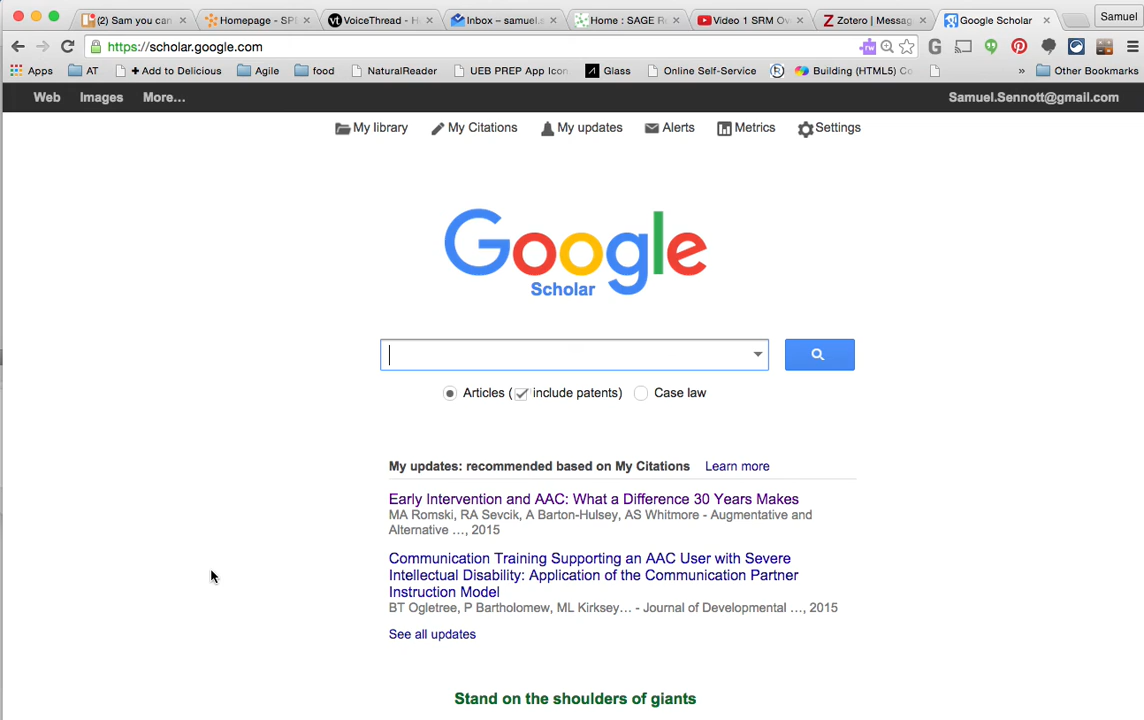 (2) Sam you can
Homepage - SPE
VoiceThread - H
Inbox – samuel.s
Home : SAGE R
Video 1 SRM Ov
Zotero | Messag
Google Scholar
Samuel
https://scholar.google.com
Apps
AT
+ Add to Delicious
Agile
food
NaturalReader
UEB PREP App Icon
Glass
Online Self-Service
Building (HTML5) Co
»
Other Bookmarks
Web
Images
More...
Samuel.Sennott@gmail.com
My library
My Citations
My updates
Alerts
Metrics
Settings
Google
Scholar
Articles ( include patents)
Case law
My updates: recommended based on My Citations Learn more
Early Intervention and AAC: What a Difference 30 Years Makes
MA Romski, RA Sevcik, A Barton-Hulsey, AS Whitmore - Augmentative and
Alternative ..., 2015
Communication Training Supporting an AAC User with Severe
Intellectual Disability: Application of the Communication Partner
Instruction Model
BT Ogletree, P Bartholomew, ML Kirksey... - Journal of Developmental ..., 2015
See all updates
Stand on the shoulders of giants